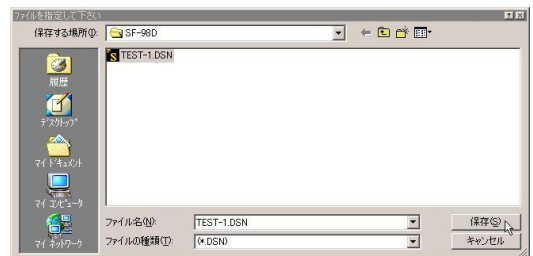 ファイルを指定して下さい
保存する場所(I):
SF-98D
TEST-1.DSN
履歴
デスクトップ
マイ ドキュメント
マイ コンピュータ
マイ ネットワーク
ファイル名(N):
TEST-1.DSN
保存(S)
ファイルの種類(T):
(*.DSN)
キャンセル